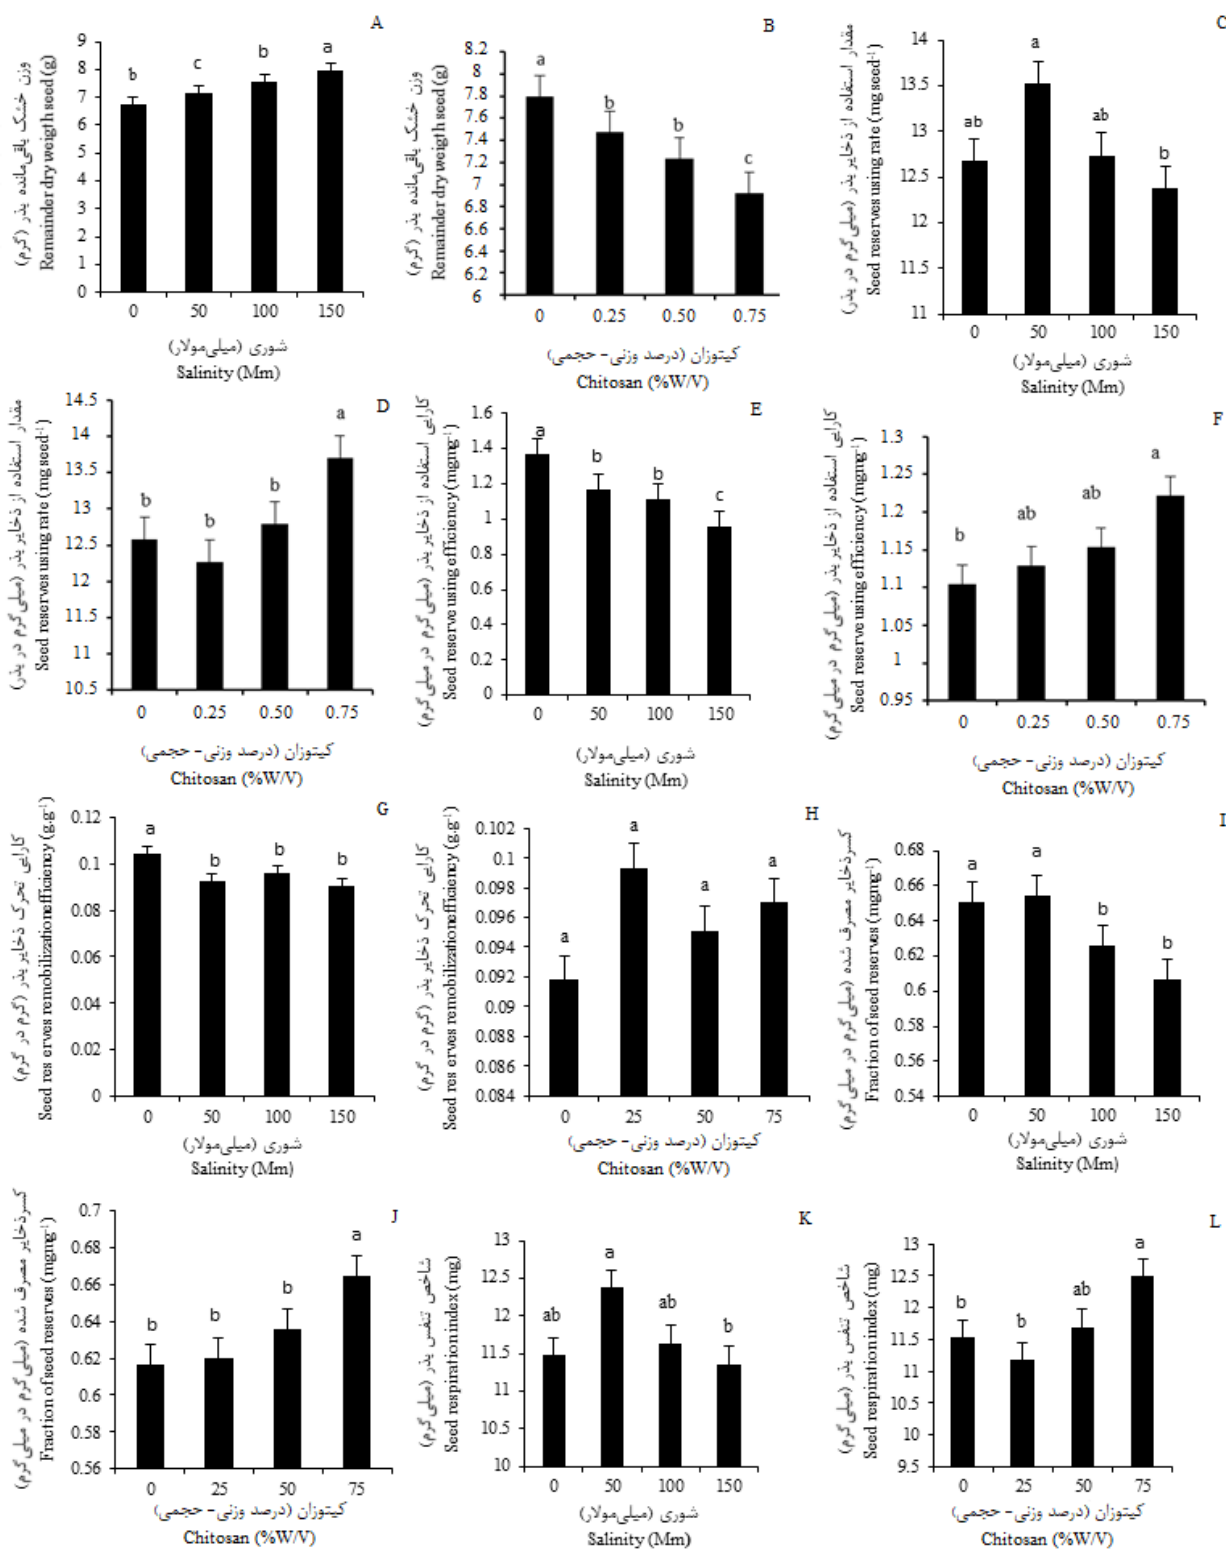 A
وزن خشک باقی‌مانده بذر (گرم)
Remainder dry weigth seed (g)
9
8
7
6
5
4
3
2
1
0
b
c
b
a
0 50 100 150
شوری (میلی‌مولار)
Salinity (Mm)
B
وزن خشک باقی‌مانده بذر (گرم)
Remainder dry weigth seed (g)
8.2
8
7.8
7.6
7.4
7.2
7
6.8
6.6
6.4
6.2
6
a
b
b
c
0 0.25 0.50 0.75
کیتوزان (درصد وزنی- حجمی)
Chitosan (%W/V)
C
مقدار استفاده از ذخایر بذر (میلی‌گرم در بذر)
Seed reserves using rate (mg seed-1)
14
13.5
13
12.5
12
11.5
11
ab
a
ab
b
0 50 100 150
شوری (میلی‌مولار)
Salinity (Mm)
D
مقدار استفاده از ذخایر بذر (میلی‌گرم در بذر)
Seed reserves using rate (mg seed-1)
14.5
14
13.5
13
12.5
12
11.5
11
10.5
b
b
b
a
0 0.25 0.50 0.75
کیتوزان (درصد وزنی- حجمی)
Chitosan (%W/V)
E
کارایی استفاده از ذخایر بذر (میلی‌گرم در میلی‌گرم)
Seed reserve using efficiency (mgmg-1)
1.6
1.4
1.2
1
0.8
0.6
0.4
0.2
0
a
b
b
c
0 50 100 150
شوری (میلی‌مولار)
Salinity (Mm)
F
کارایی استفاده از ذخایر بذر (میلی‌گرم در میلی‌گرم)
Seed reserve using efficiency (mgmg-1)
1.3
1.25
1.2
1.15
1.1
1.05
1
0.95
b
ab
ab
a
0 0.25 0.50 0.75
کیتوزان (درصد وزنی- حجمی)
Chitosan (%W/V)
G
کارایی تحرک ذخایر بذر (گرم در گرم)
Seed res erves remobilization efficiency (g.g-1)
0.12
0.1
0.08
0.06
0.04
0.02
0
a
b
b
b
0 50 100 150
شوری (میلی‌مولار)
Salinity (Mm)
H
کارایی تحرک ذخایر بذر (گرم در گرم)
Seed res erves remobilization efficiency (g.g-1)
0.102
0.1
0.098
0.096
0.094
0.092
0.09
0.088
0.086
0.084
a
a
a
a
0 25 50 75
کیتوزان (درصد وزنی- حجمی)
Chitosan (%W/V)
I
کسرذخایر مصرف شده (میلی‌گرم در میلی‌گرم)
Fraction of seed reserves (mgmg-1)
0.68
0.66
0.64
0.62
0.6
0.58
0.56
0.54
a
a
b
b
0 50 100 150
شوری (میلی‌مولار)
Salinity (Mm)
J
کسرذخایر مصرف شده (میلی‌گرم در میلی‌گرم)
Fraction of seed reserves (mgmg-1)
0.7
0.68
0.66
0.64
0.62
0.6
0.58
0.56
b
b
b
a
0 25 50 75
کیتوزان (درصد وزنی- حجمی)
Chitosan (%W/V)
K
شاخص تنفس بذر (میلی‌گرم)
Seed respiration index (mg)
13
12.5
12
11.5
11
10.5
10
ab
a
ab
b
0 50 100 150
شوری (میلی‌مولار)
Salinity (Mm)
L
شاخص تنفس بذر (میلی‌گرم)
Seed respiration index (mg)
13
12.5
12
11.5
11
10.5
10
9.5
b
b
ab
a
0 25 50 75
کیتوزان (درصد وزنی- حجمی)
Chitosan (%W/V)